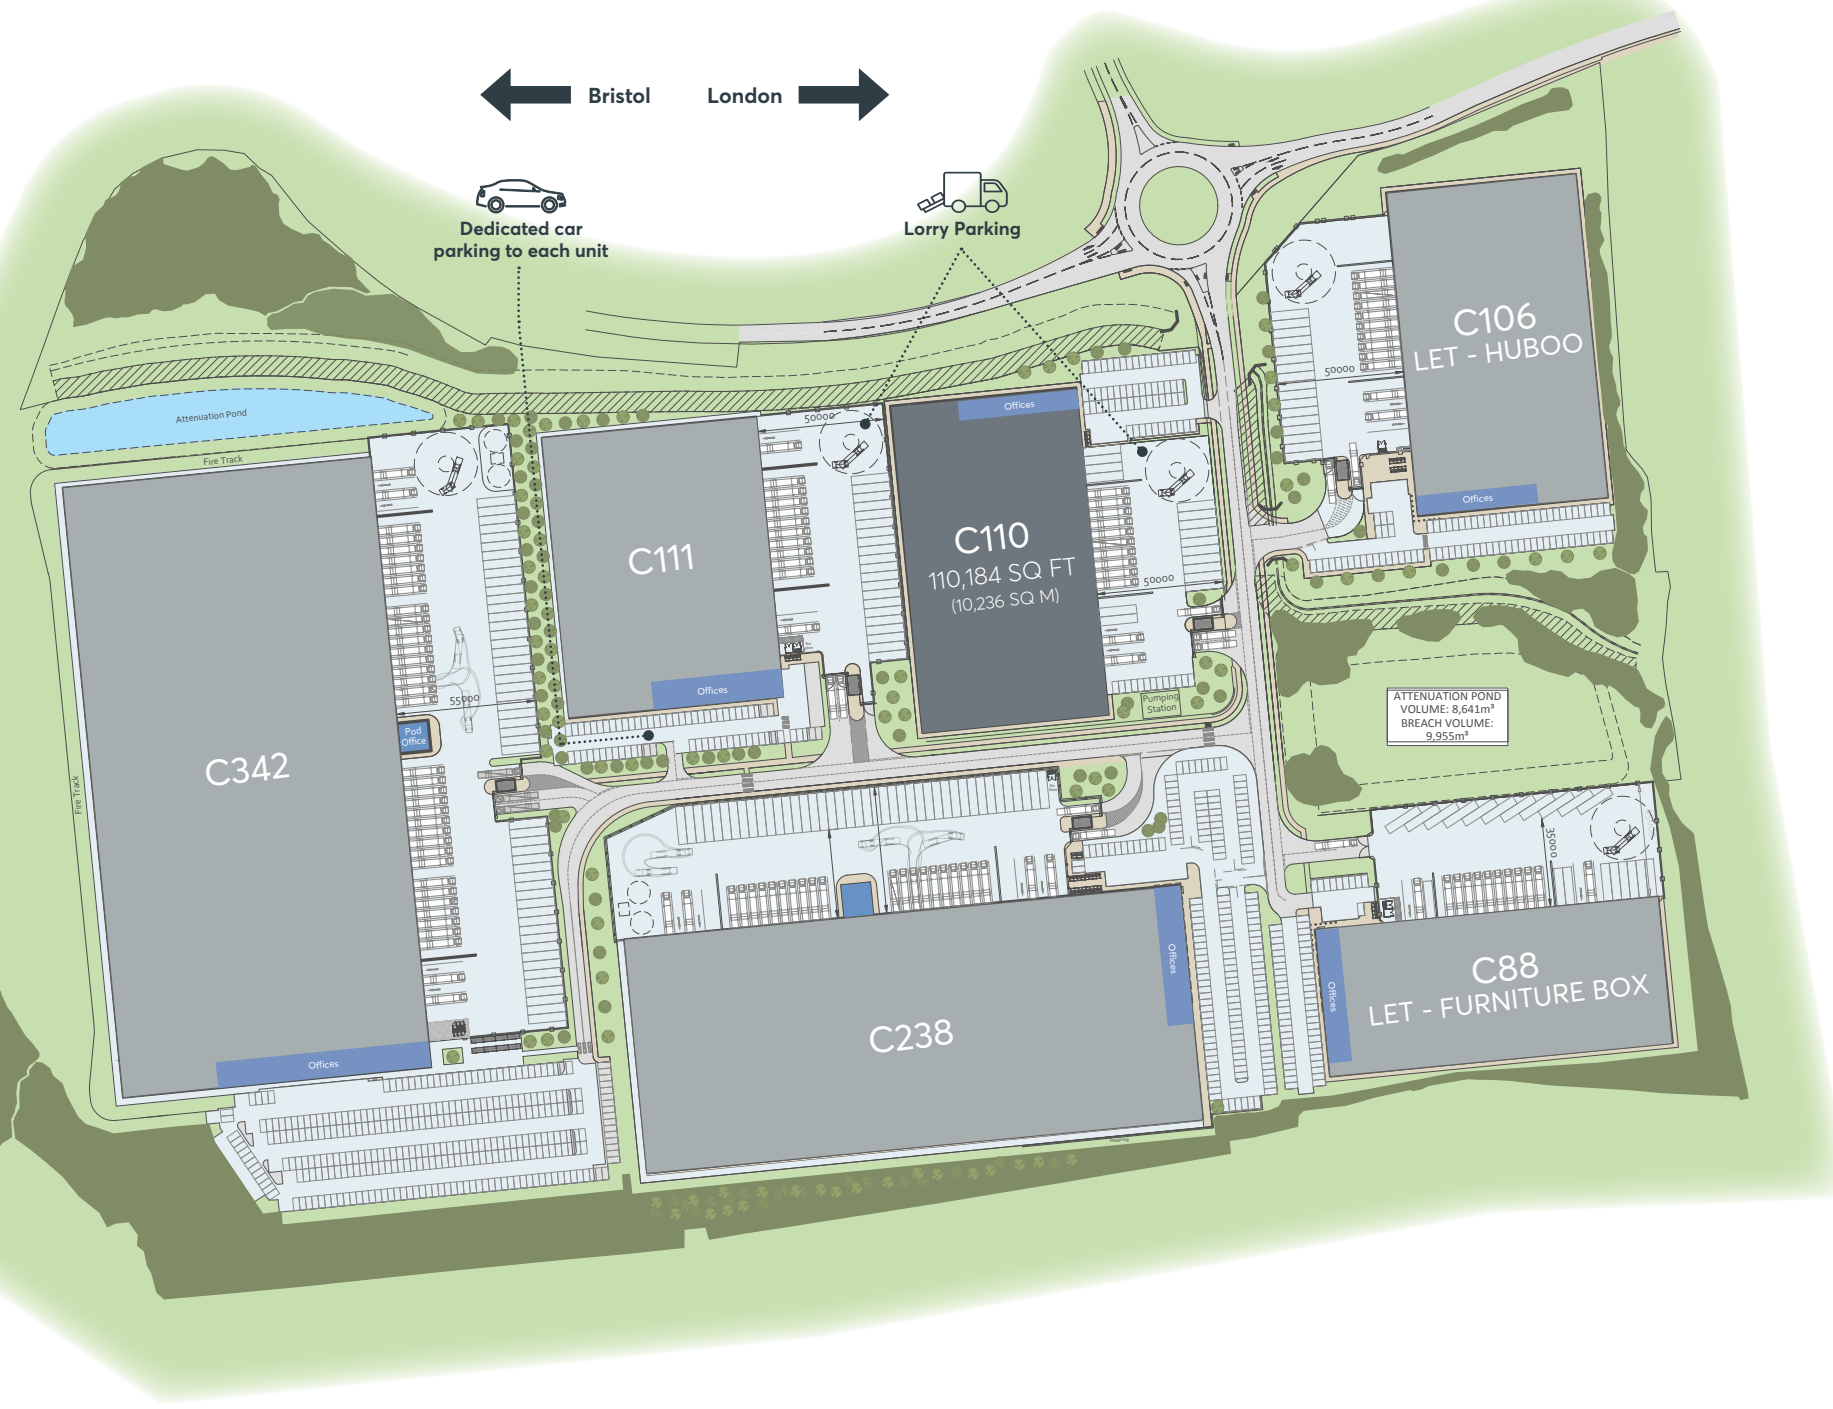 Bristol
London
Dedicated car
parking to each unit
Lorry Parking
C106
LET - HUBOO
50000
Offices
Attenuation Pond
Fire Track
50000
Offices
C111
C110
110,184 SQ FT
(10,236 SQ M)
50000
Offices
Pumping
Station
55000
Pod
Office
C342
Fire Track
Offices
ATTENUATION POND
VOLUME: 8,641m³
BREACH VOLUME:
9,955m³
35000
C238
Offices
C88
LET - FURNITURE BOX
Offices